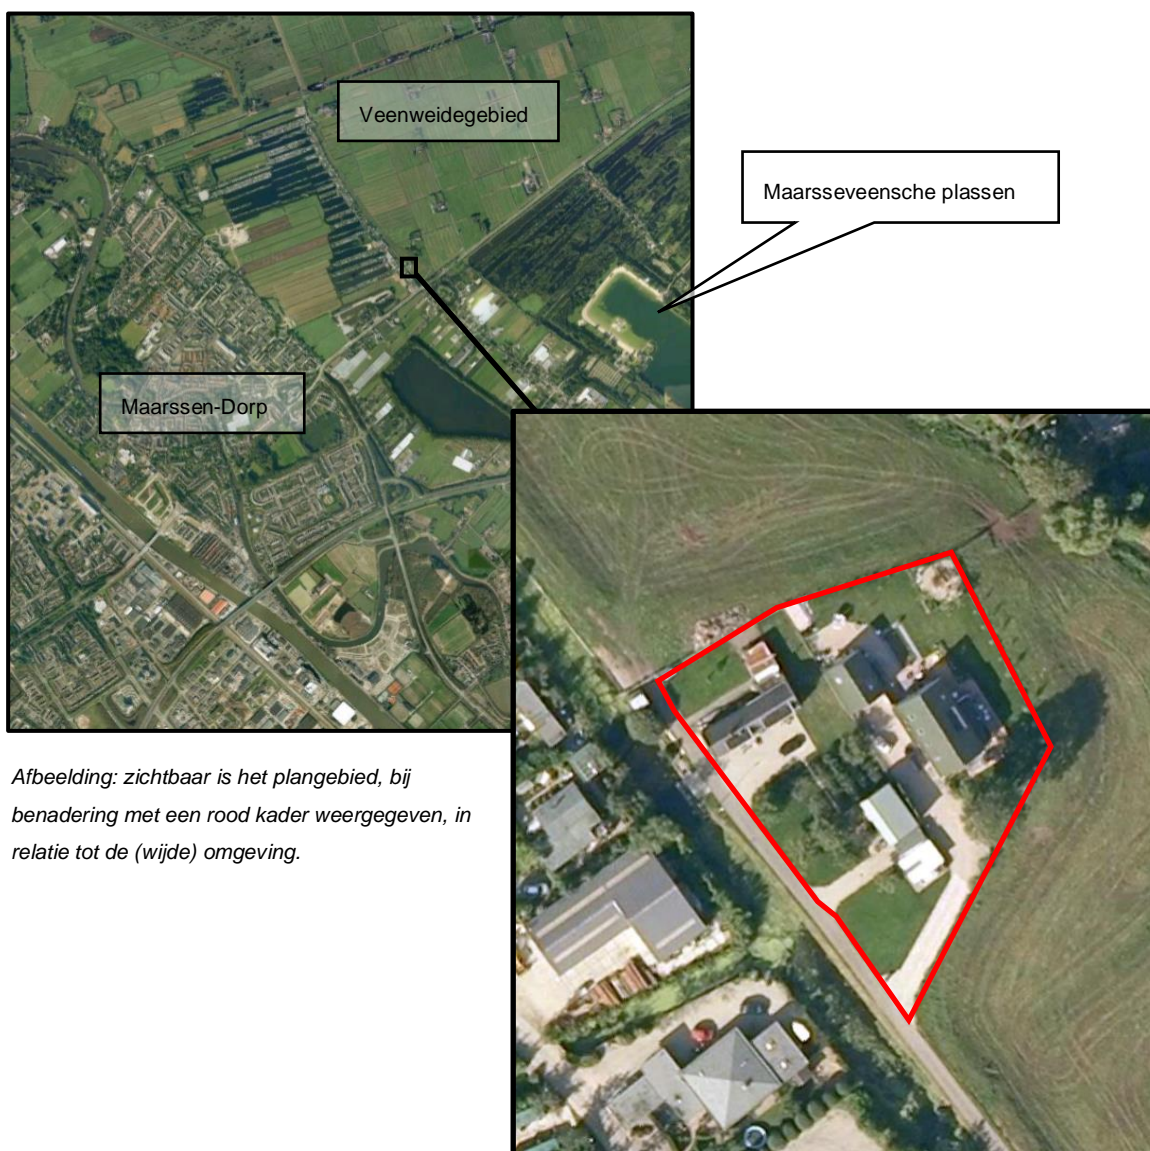 Veenweidegebied
Maarsseveensche plassen
Maarssen-Dorp
Afbeelding: zichtbaar is het plangebied, bij
benadering met een rood kader weergegeven, in
relatie tot de (wijde) omgeving.